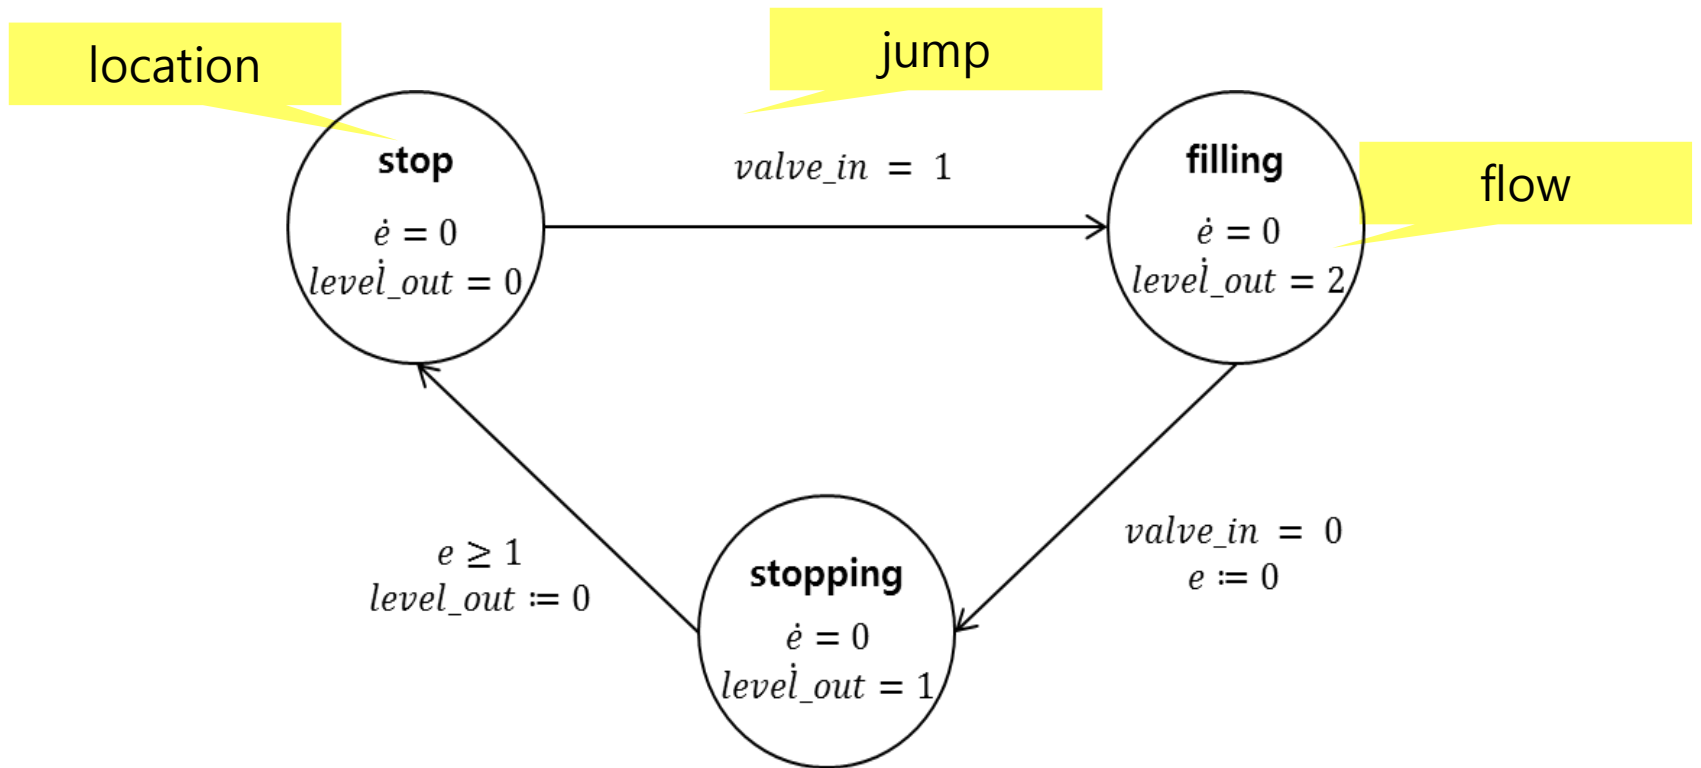 location
jump
flow
stop
ė = 0
level̇_out = 0
valve_in = 1
filling
ė = 0
level̇_out = 2
e ≥ 1
level_out ≔ 0
stopping
ė = 0
level̇_out = 1
valve_in = 0
e ≔ 0